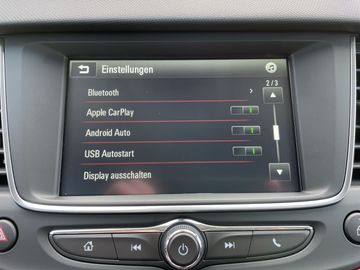 Einstellungen
2/3
Bluetooth
Apple CarPlay
Android Auto
USB Autostart
Display ausschalten